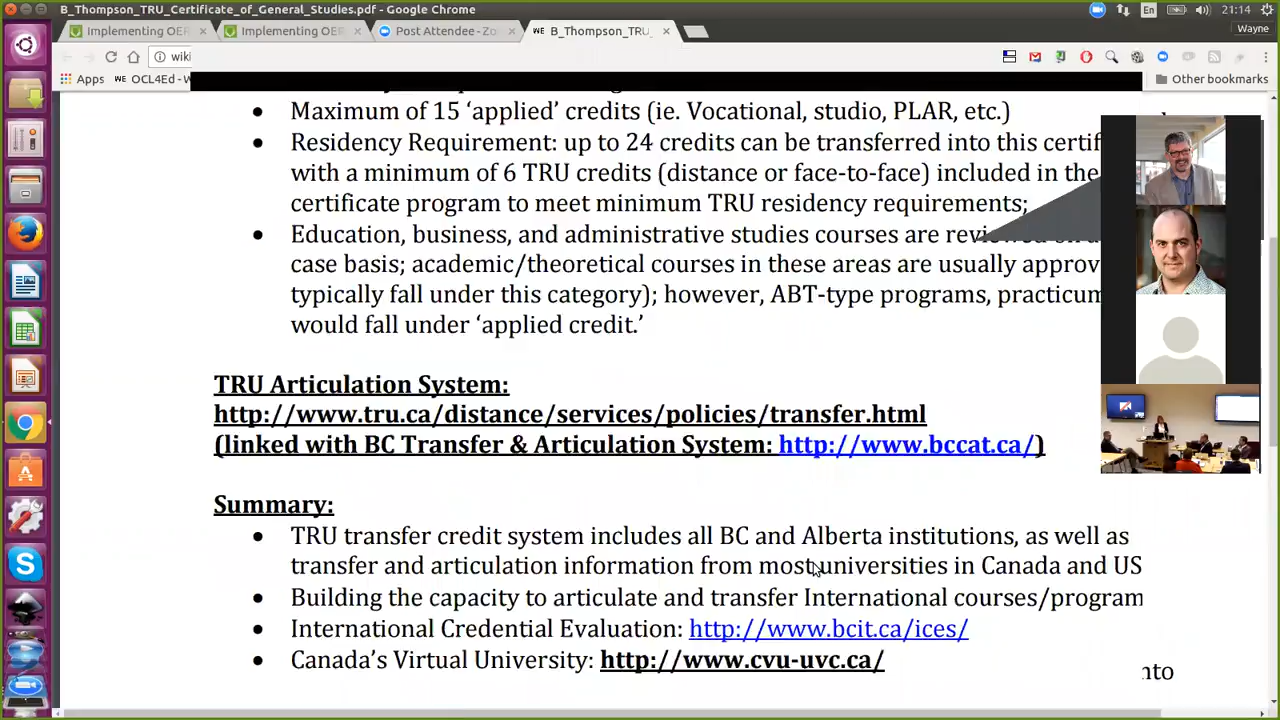 B_Thompson_TRU_Certificate_of_General_Studies.pdf - Google Chrome
En
21:14
Implementing OER
Implementing OER
Post Attendee - Zo
B_Thompson_TRU_
Wayne
wiki
Apps
WE OCL4Ed - W
Other bookmarks
• Maximum of 15 ‘applied’ credits (ie. Vocational, studio, PLAR, etc.)
• Residency Requirement: up to 24 credits can be transferred into this certif
with a minimum of 6 TRU credits (distance or face-to-face) included in the
certificate program to meet minimum TRU residency requirements;
• Education, business, and administrative studies courses are reviewed on a
case basis; academic/theoretical courses in these areas are usually approv
typically fall under this category); however, ABT-type programs, practicum
would fall under ‘applied credit.’
TRU Articulation System:
http://www.tru.ca/distance/services/policies/transfer.html
(linked with BC Transfer & Articulation System: http://www.bccat.ca/)
Summary:
• TRU transfer credit system includes all BC and Alberta institutions, as well as
transfer and articulation information from most universities in Canada and US
• Building the capacity to articulate and transfer International courses/program
• International Credential Evaluation: http://www.bcit.ca/ices/
• Canada’s Virtual University: http://www.cvu-uvc.ca/
nto